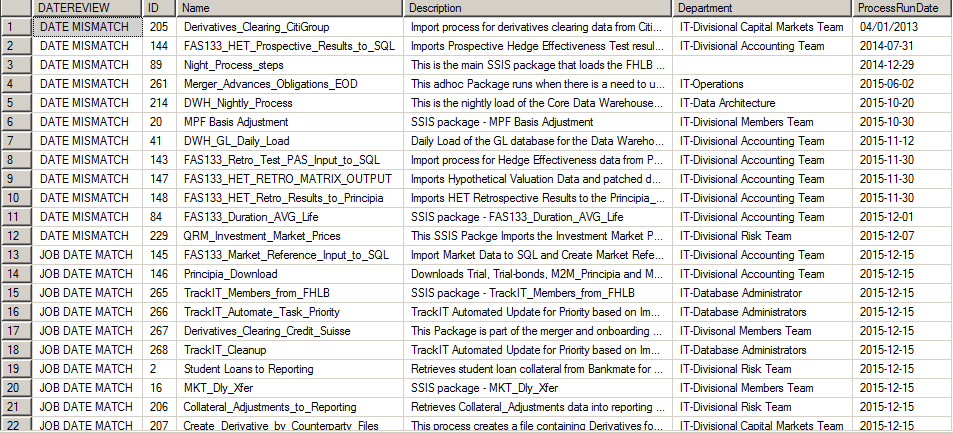 DATEREVIEW ID Name Description Department ProcessRunDate
1 DATE MISMATCH 205 Derivatives_Clearing_CitiGroup Import process for derivatives clearing data from Citi... IT-Divisional Capital Markets Team 04/01/2013
2 DATE MISMATCH 144 FAS133_HET_Prospective_Results_to_SQL Imports Prospective Hedge Effectiveness Test resul... IT-Divisional Accounting Team 2014-07-31
3 DATE MISMATCH 89 Night_Process_steps This is the main SSIS package that loads the FHLB ... 2014-12-29
4 DATE MISMATCH 261 Merger_Advances_Obligations_EOD This adhoc Package runs when there is a need to u... IT-Operations 2015-06-02
5 DATE MISMATCH 214 DWH_Nightly_Process This is the nightly load of the Core Data Warehouse... IT-Data Architecture 2015-10-20
6 DATE MISMATCH 20 MPF Basis Adjustment SSIS package - MPF Basis Adjustment IT-Divisional Members Team 2015-10-30
7 DATE MISMATCH 41 DWH_GL_Daily_Load Daily Load of the GL database for the Data Wareho... IT-Divisional Accounting Team 2015-11-12
8 DATE MISMATCH 143 FAS133_Retro_Test_PAS_Input_to_SQL Import process for Hedge Effectiveness data from P... IT-Divisional Accounting Team 2015-11-30
9 DATE MISMATCH 147 FAS133_HET_RETRO_MATRIX_OUTPUT Imports Hypothetical Valuation Data and patched d... IT-Divisional Accounting Team 2015-11-30
10 DATE MISMATCH 148 FAS133_HET_Retro_Results_to_Principia Imports HET Retrospective Results to the Principia_... IT-Divisional Accounting Team 2015-11-30
11 DATE MISMATCH 84 FAS133_Duration_AVG_Life SSIS package - FAS133_Duration_AVG_Life IT-Divisional Accounting Team 2015-12-01
12 DATE MISMATCH 229 QRM_Investment_Market_Prices This SSIS Packge Imports the Investment Market P... IT-Divisional Risk Team 2015-12-07
13 JOB DATE MATCH 145 FAS133_Market_Reference_Input_to_SQL Import Market Data to SQL and Create Market Refe... IT-Divisional Accounting Team 2015-12-15
14 JOB DATE MATCH 146 Principia_Download Downloads Trial, Trial-bonds, M2M_Principia and M... IT-Divisional Accounting Team 2015-12-15
15 JOB DATE MATCH 265 TrackIT_Members_from_FHLB SSIS package - TrackIT_Members_from_FHLB IT-Database Administrator 2015-12-15
16 JOB DATE MATCH 266 TrackIT_Automate_Task_Priority TrackIT Automated Update for Priority based on Im... IT-Database Administrators 2015-12-15
17 JOB DATE MATCH 267 Derivatives_Clearing_Credit_Suisse This Package is part of the merger and onboarding ... IT-Divisonal Members Team 2015-12-15
18 JOB DATE MATCH 268 TrackIT_Cleanup TrackIT Automated Update for Priority based on Im... IT-Database Administrators 2015-12-15
19 JOB DATE MATCH 2 Student Loans to Reporting Retrieves student loan collateral from Bankmate for ... IT-Divisional Risk Team 2015-12-15
20 JOB DATE MATCH 16 MKT_Dly_Xfer SSIS package - MKT_Dly_Xfer IT-Divisional Members Team 2015-12-15
21 JOB DATE MATCH 206 Collateral_Adjustments_to_Reporting Retrieves Collateral_Adjustments data into reporting ... IT-Divisional Risk Team 2015-12-15
22 JOB DATE MATCH 207 Create_Derivative_by_Counterparty_Files This process creates a file containing Derivatives fo... IT-Divisional Capital Markets Team 2015-12-15